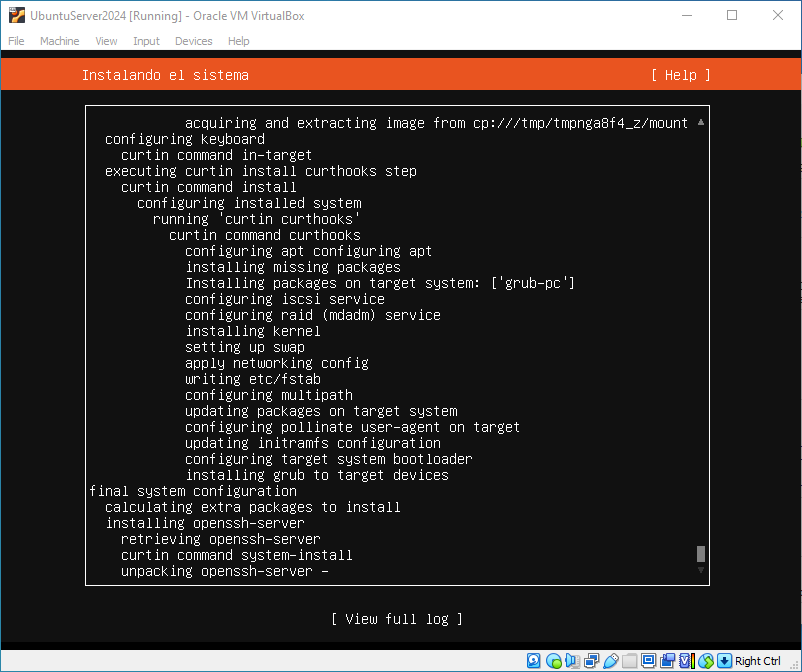 UbuntuServer2024 [Running] - Oracle VM VirtualBox
File Machine View Input Devices Help
Instalando el sistema [ Help ]
acquiring and extracting image from cp:///tmp/tmpnga8f4_z/mount
configuring keyboard
curtin command in-target
executing curtin install curthooks step
curtin command install
configuring installed system
running 'curtin curthooks'
curtin command curthooks
configuring apt configuring apt
installing missing packages
Installing packages on target system: ['grub-pc']
configuring iscsi service
configuring raid (mdadm) service
installing kernel
setting up swap
apply networking config
writing etc/fstab
configuring multipath
updating packages on target system
configuring pollinate user-agent on target
updating initramfs configuration
configuring target system bootloader
installing grub to target devices
final system configuration
calculating extra packages to install
installing openssh-server
retrieving openssh-server
curtin command system-install
unpacking openssh-server -
[ View full log ]
Right Ctrl